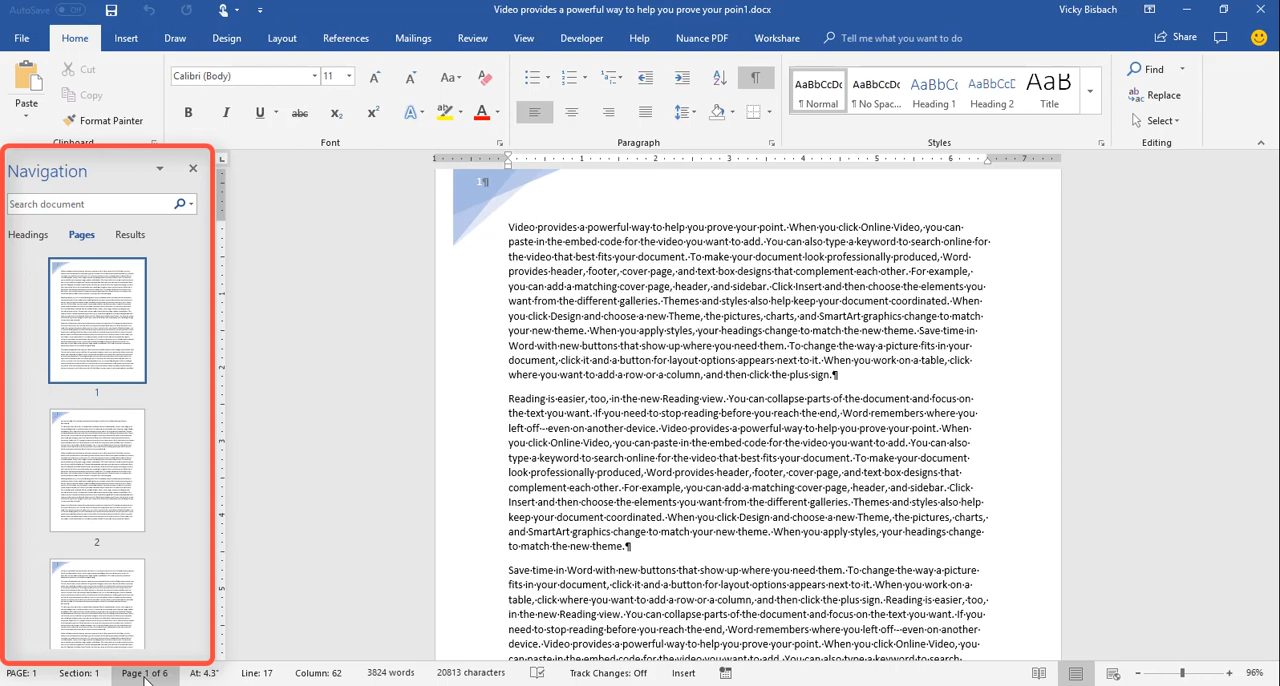 AutoSave Off Video provides a powerful way to help you prove your poin1.docx Vicky Bisbach
File Home Insert Draw Design Layout References Mailings Review View Developer Help Nuance PDF Workshare Tell me what you want to do Share
Paste
Cut
Copy
Format Painter
Calibri (Body) 11
AaBbCcDc AaBbCcDc AaBbCc AaBbCcD AaB
¶ Normal ¶ No Spac... Heading 1 Heading 2 Title
Find
Replace
Select
Clipboard Font Paragraph Styles Editing
Navigation
Search document
Headings Pages Results
1
2
1 1 2 3 4 5 6 7
1¶
Video·provides·a·powerful·way·to·help·you·prove·your·point.·When·you·click·Online·Video,·you·can·
paste·in·the·embed·code·for·the·video·you·want·to·add.·You·can·also·type·a·keyword·to·search·online·for·
the·video·that·best·fits·your·document.·To·make·your·document·look·professionally·produced,·Word·
provides·header,·footer,·cover·page,·and·text·box·designs·that·complement·each·other.·For·example,·
you·can·add·a·matching·cover·page,·header,·and·sidebar.·Click·Insert·and·then·choose·the·elements·you·
want·from·the·different·galleries.·Themes·and·styles·also·help·keep·your·document·coordinated.·When·
you·click·Design·and·choose·a·new·Theme,·the·pictures,·charts,·and·SmartArt·graphics·change·to·match·
your·new·theme.·When·you·apply·styles,·your·headings·change·to·match·the·new·theme.·Save·time·in·
Word·with·new·buttons·that·show·up·where·you·need·them.·To·change·the·way·a·picture·fits·in·your·
document,·click·it·and·a·button·for·layout·options·appears·next·to·it.·When·you·work·on·a·table,·click·
where·you·want·to·add·a·row·or·a·column,·and·then·click·the·plus·sign.¶
Reading·is·easier,·too,·in·the·new·Reading·view.·You·can·collapse·parts·of·the·document·and·focus·on·
the·text·you·want.·If·you·need·to·stop·reading·before·you·reach·the·end,·Word·remembers·where·you·
left·off·-·even·on·another·device.·Video·provides·a·powerful·way·to·help·you·prove·your·point.·When·
you·click·Online·Video,·you·can·paste·in·the·embed·code·for·the·video·you·want·to·add.·You·can·also·
type·a·keyword·to·search·online·for·the·video·that·best·fits·your·document.·To·make·your·document·
look·professionally·produced,·Word·provides·header,·footer,·cover·page,·and·text·box·designs·that·
complement·each·other.·For·example,·you·can·add·a·matching·cover·page,·header,·and·sidebar.·Click·
Insert·and·then·choose·the·elements·you·want·from·the·different·galleries.·Themes·and·styles·also·help·
keep·your·document·coordinated.·When·you·click·Design·and·choose·a·new·Theme,·the·pictures,·charts,·
and·SmartArt·graphics·change·to·match·your·new·theme.·When·you·apply·styles,·your·headings·change·
to·match·the·new·theme.¶
Save·time·in·Word·with·new·buttons·that·show·up·where·you·need·them.·To·change·the·way·a·picture·
fits·in·your·document,·click·it·and·a·button·for·layout·options·appears·next·to·it.·When·you·work·on·a·
table,·click·where·you·want·to·add·a·row·or·a·column,·and·then·click·the·plus·sign.·Reading·is·easier,·too,·
in·the·new·Reading·view.·You·can·collapse·parts·of·the·document·and·focus·on·the·text·you·want.·If·you·
need·to·stop·reading·before·you·reach·the·end,·Word·remembers·where·you·left·off·-·even·on·another·
device.·Video·provides·a·powerful·way·to·help·you·prove·your·point.·When·you·click·Online·Video,·you·
can·paste·in·the·embed·code·for·the·video·you·want·to·add.·You·can·also·type·a·keyword·to·search·
PAGE: 1 Section: 1 Page 1 of 6 At: 4.3" Line: 17 Column: 62 3824 words 20813 characters Track Changes: Off Insert 96%